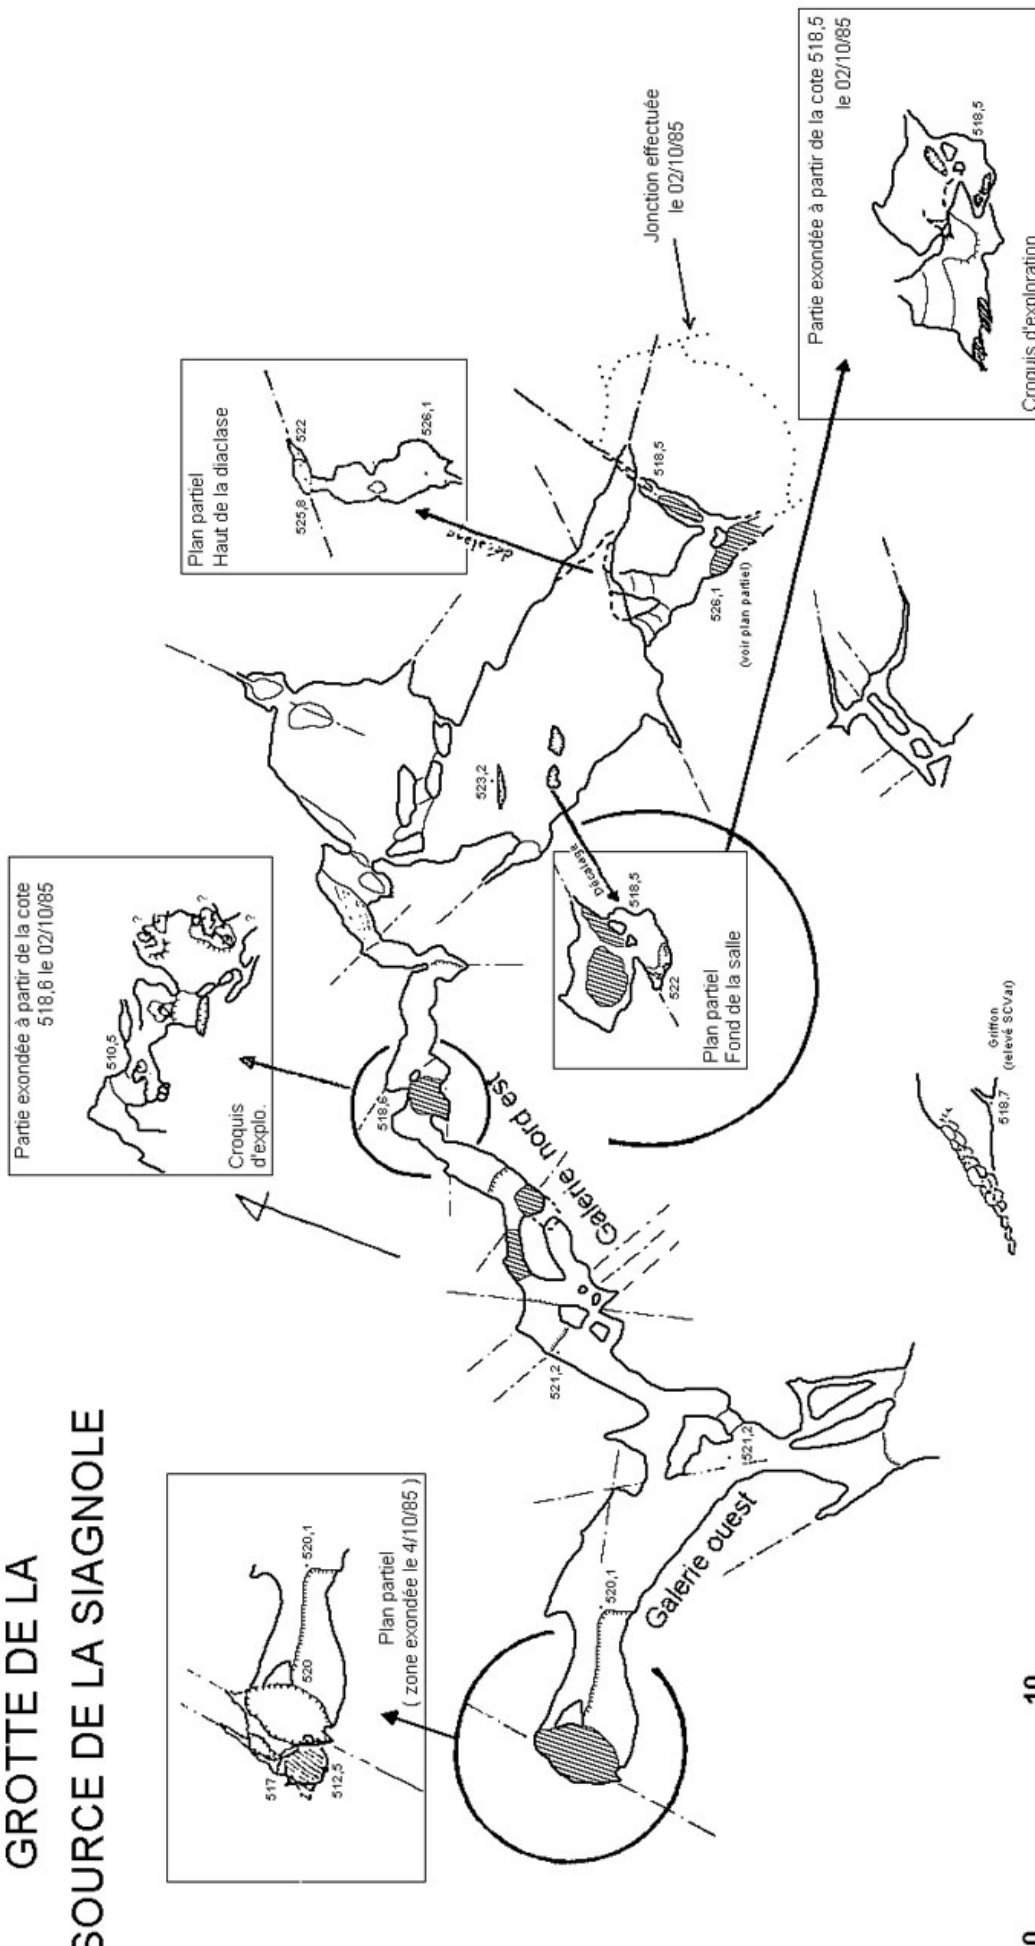 GROTTE DE LA
SOURCE DE LA SIAGNOLE
Plan partiel
( zone exondée le 4/10/85 )
517
512,5
520
520,1
520,1
Galerie ouest
521,2
521,2
Galerie nord est
518,6
Partie exondée à partir de la cote
518,6 le 02/10/85
510,5
?
?
?
Croquis
d'explo.
Plan partiel
Haut de la diaclase
525,8
522
526,1
décalage
523,2
Décalage
518,5
522
Plan partiel
Fond de la salle
518,5
526,1
(voir plan partiel)
Jonction effectuée
le 02/10/85
Partie exondée à partir de la cote 518,5
le 02/10/85
518,5
Croquis d'exploration
Griffon
(relevé SCVar)
518,7
0
10